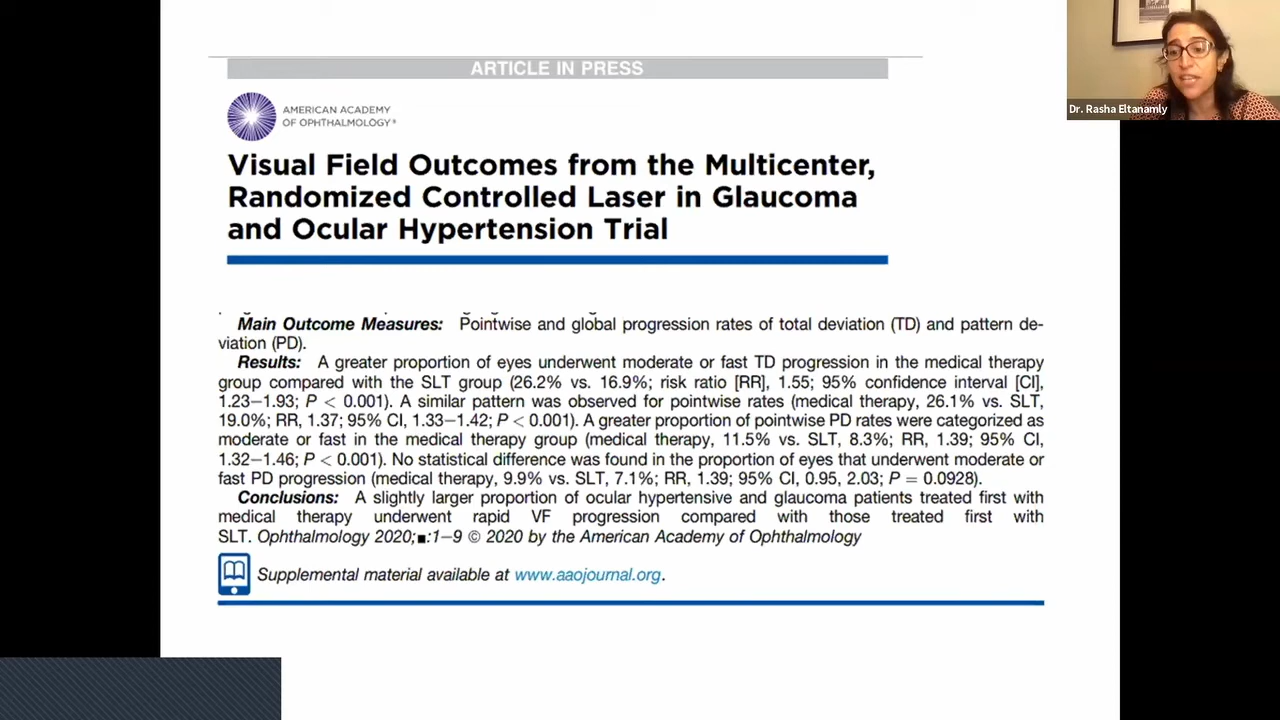 ARTICLE IN PRESS
AMERICAN ACADEMY
OF OPHTHALMOLOGY®
Visual Field Outcomes from the Multicenter,
Randomized Controlled Laser in Glaucoma
and Ocular Hypertension Trial
Main Outcome Measures: Pointwise and global progression rates of total deviation (TD) and pattern de-
viation (PD).
Results: A greater proportion of eyes underwent moderate or fast TD progression in the medical therapy
group compared with the SLT group (26.2% vs. 16.9%; risk ratio [RR], 1.55; 95% confidence interval [CI],
1.23–1.93; P < 0.001). A similar pattern was observed for pointwise rates (medical therapy, 26.1% vs. SLT,
19.0%; RR, 1.37; 95% CI, 1.33–1.42; P < 0.001). A greater proportion of pointwise PD rates were categorized as
moderate or fast in the medical therapy group (medical therapy, 11.5% vs. SLT, 8.3%; RR, 1.39; 95% CI,
1.32–1.46; P < 0.001). No statistical difference was found in the proportion of eyes that underwent moderate or
fast PD progression (medical therapy, 9.9% vs. SLT, 7.1%; RR, 1.39; 95% CI, 0.95, 2.03; P = 0.0928).
Conclusions: A slightly larger proportion of ocular hypertensive and glaucoma patients treated first with
medical therapy underwent rapid VF progression compared with those treated first with
SLT. Ophthalmology 2020;■:1–9 © 2020 by the American Academy of Ophthalmology
Supplemental material available at www.aaojournal.org.
Dr. Rasha Eltanamly